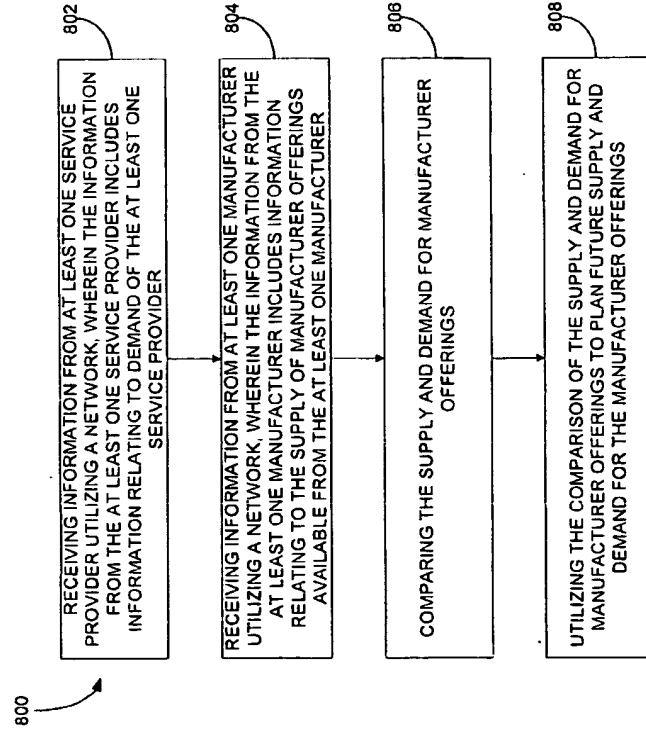 800
802
RECEIVING INFORMATION FROM AT LEAST ONE SERVICE
PROVIDER UTILIZING A NETWORK, WHEREIN THE INFORMATION
FROM THE AT LEAST ONE SERVICE PROVIDER INCLUDES
INFORMATION RELATING TO DEMAND OF THE AT LEAST ONE
SERVICE PROVIDER
804
RECEIVING INFORMATION FROM AT LEAST ONE MANUFACTURER
UTILIZING A NETWORK, WHEREIN THE INFORMATION FROM THE
AT LEAST ONE MANUFACTURER INCLUDES INFORMATION
RELATING TO THE SUPPLY OF MANUFACTURER OFFERINGS
AVAILABLE FROM THE AT LEAST ONE MANUFACTURER
806
COMPARING THE SUPPLY AND DEMAND FOR MANUFACTURER
OFFERINGS
808
UTILIZING THE COMPARISON OF THE SUPPLY AND DEMAND FOR
MANUFACTURER OFFERINGS TO PLAN FUTURE SUPPLY AND
DEMAND FOR THE MANUFACTURER OFFERINGS